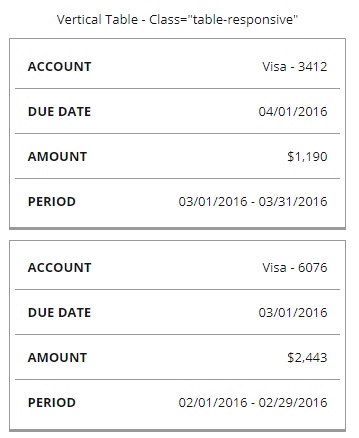 Vertical Table - Class="table-responsive"
ACCOUNT Visa - 3412
DUE DATE 04/01/2016
AMOUNT $1,190
PERIOD 03/01/2016 - 03/31/2016
ACCOUNT Visa - 6076
DUE DATE 03/01/2016
AMOUNT $2,443
PERIOD 02/01/2016 - 02/29/2016